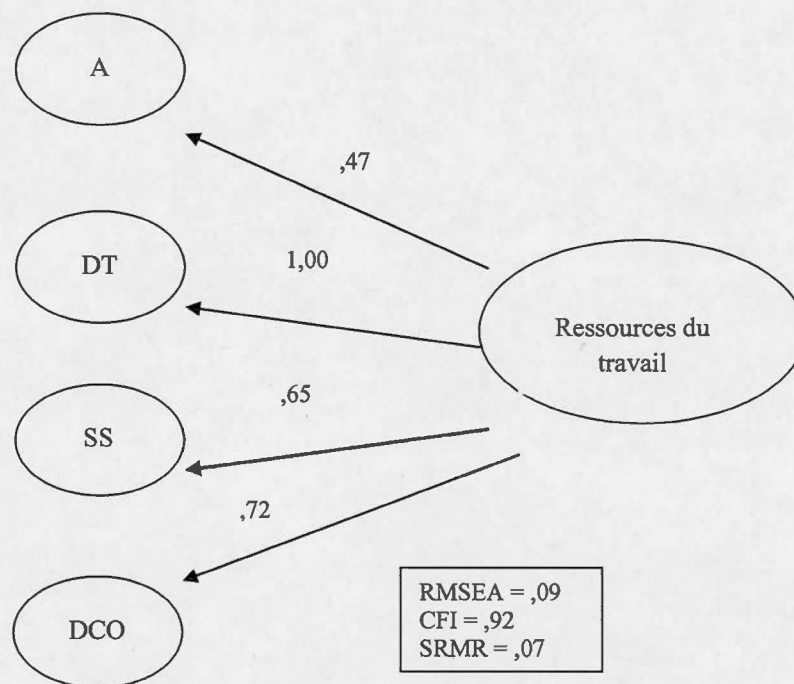 A
,47
DT
1,00
Ressources du
travail
,65
SS
,72
DCO
RMSEA = ,09
CFI = ,92
SRMR = ,07